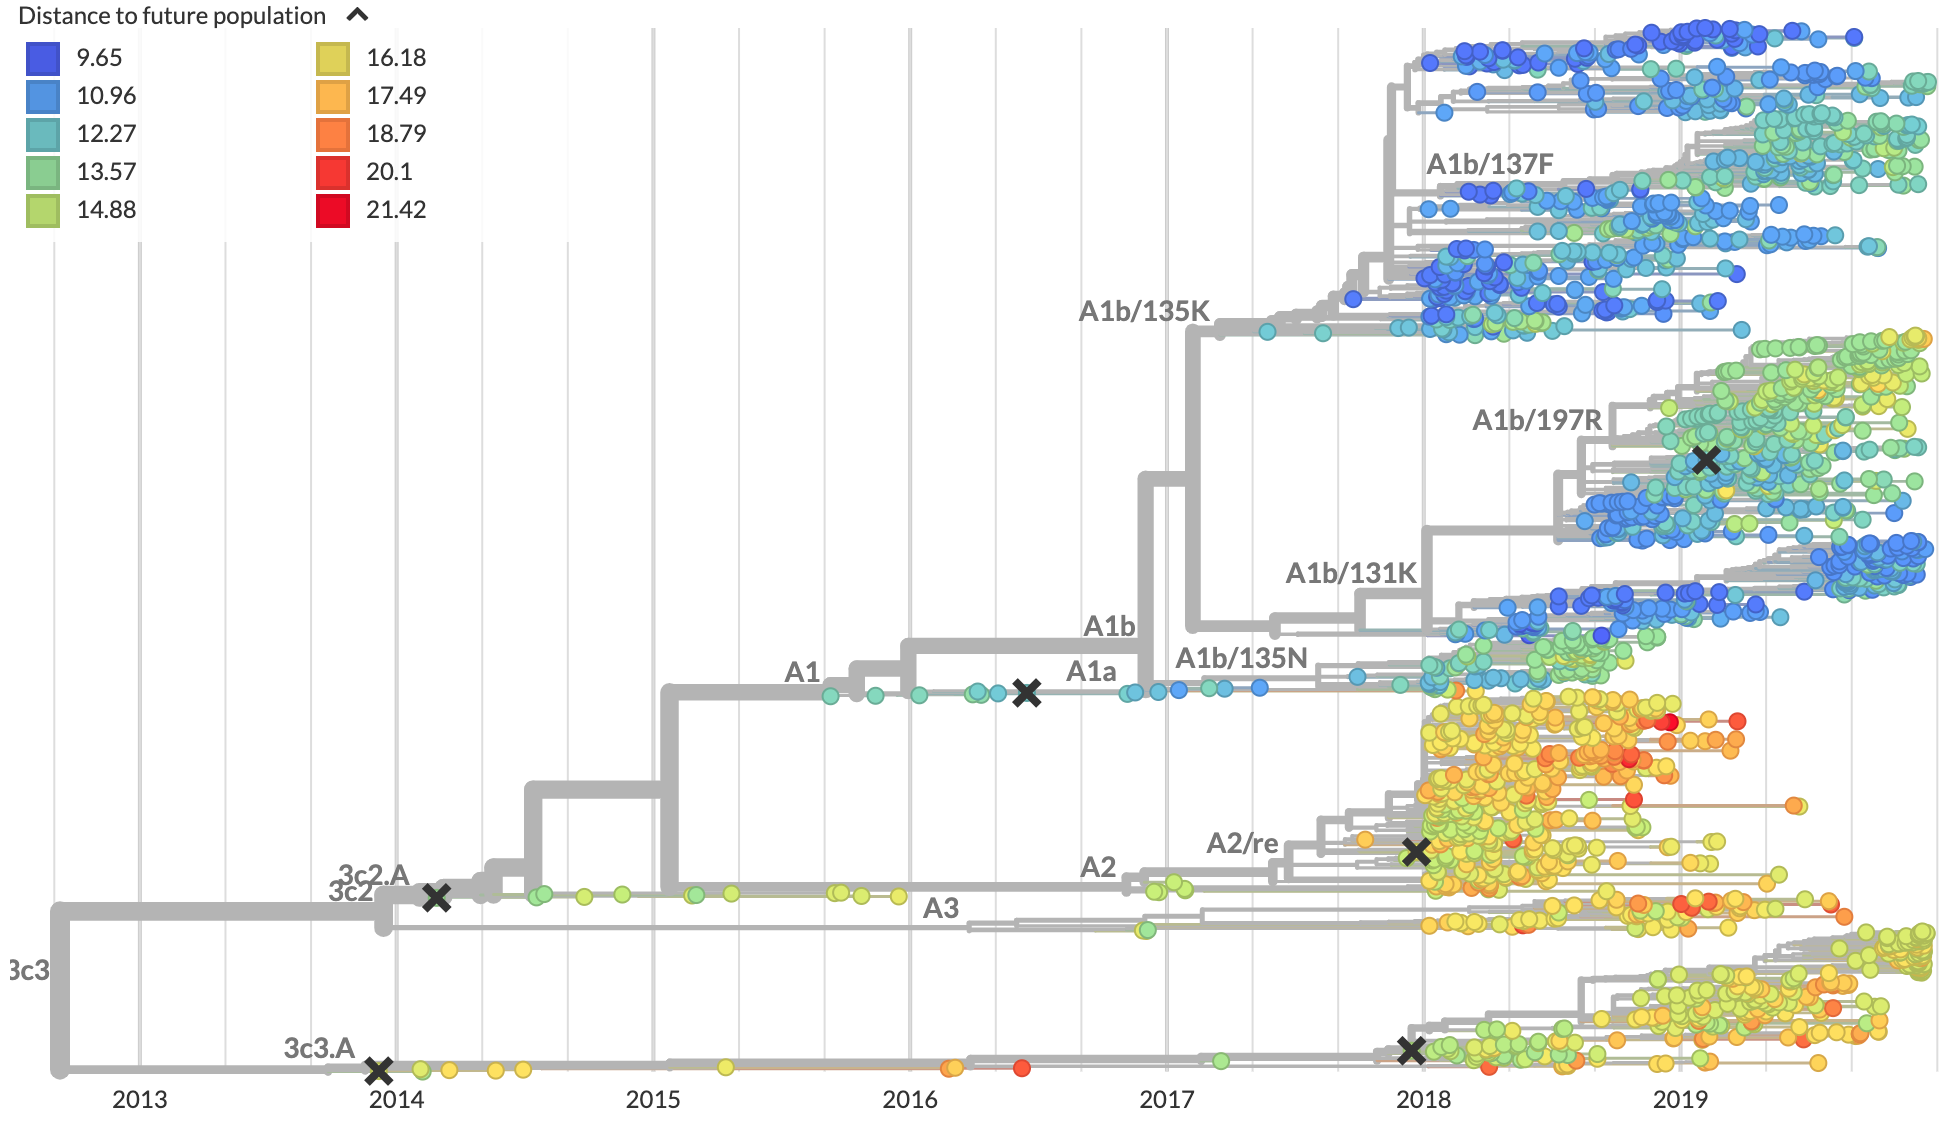 Distance to future population
9.65 16.18
10.96 17.49
12.27 18.79
13.57 20.1
14.88 21.42
A1b/137F
A1b/135K
A1b/197R
A1b/131K
A1b
A1b/135N
A1
A1a
A2/re
A2
3c2.A
3c2
A3
3c3
3c3.A
2013 2014 2015 2016 2017 2018 2019